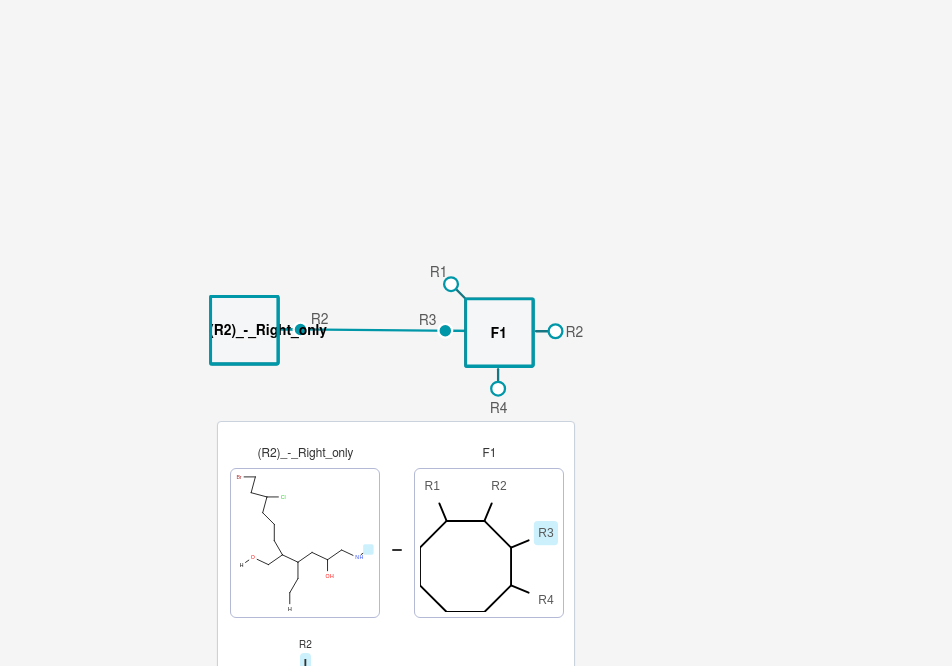 R1
R2
R3
(R2)_-_Right_only
F1
R2
R4
(R2)_-_Right_only
F1
Br
Cl
R1
R2
R3
O
H
NH
OH
R4
H
R2